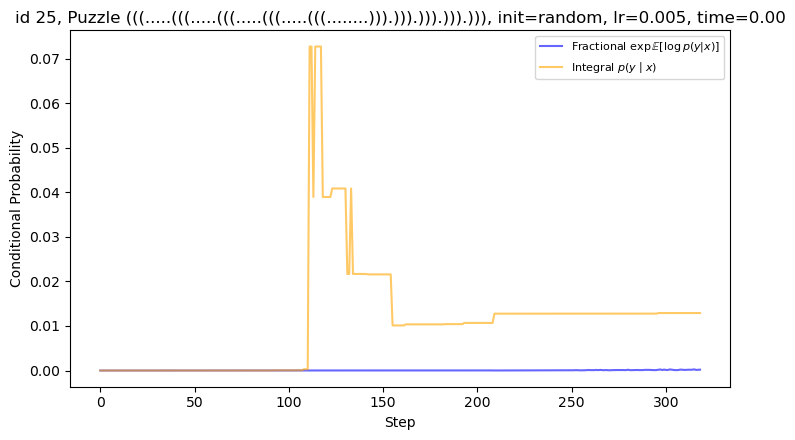 id 25, Puzzle (((.....(((.....(((.....(((.....(((........))).))).))).))).))), init=random, lr=0.005, time=0.00
Fractional exp𝔼[log p(y|x)]
Integral p(y | x)
Conditional Probability
0.07
0.06
0.05
0.04
0.03
0.02
0.01
0.00
0 50 100 150 200 250 300
Step